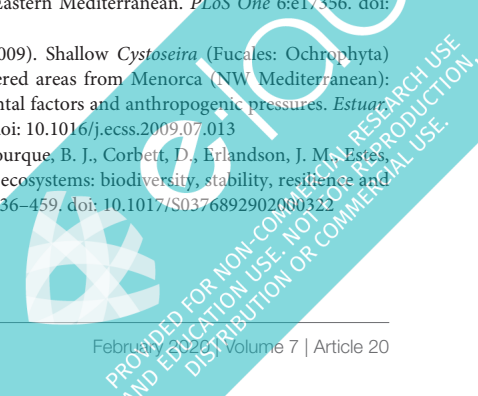 Eastern Mediterranean. PLoS One 6:e17356. doi:
009). Shallow Cystoseira (Fucales: Ochrophyta)
ered areas from Menorca (NW Mediterranean):
ntal factors and anthropogenic pressures. Estuar.
doi: 10.1016/j.ecss.2009.07.013
ourque, B. J., Corbett, D., Erlandson, J. M., Estes,
ecosystems: biodiversity, stability, resilience and
36–459. doi: 10.1017/S0376892902000322
February 2020 | Volume 7 | Article 20
PROVIDED FOR NON-COMMERCIAL RESEARCH USE
AND EDUCATION USE. NOT FOR REPRODUCTION,
DISTRIBUTION OR COMMERCIAL USE.